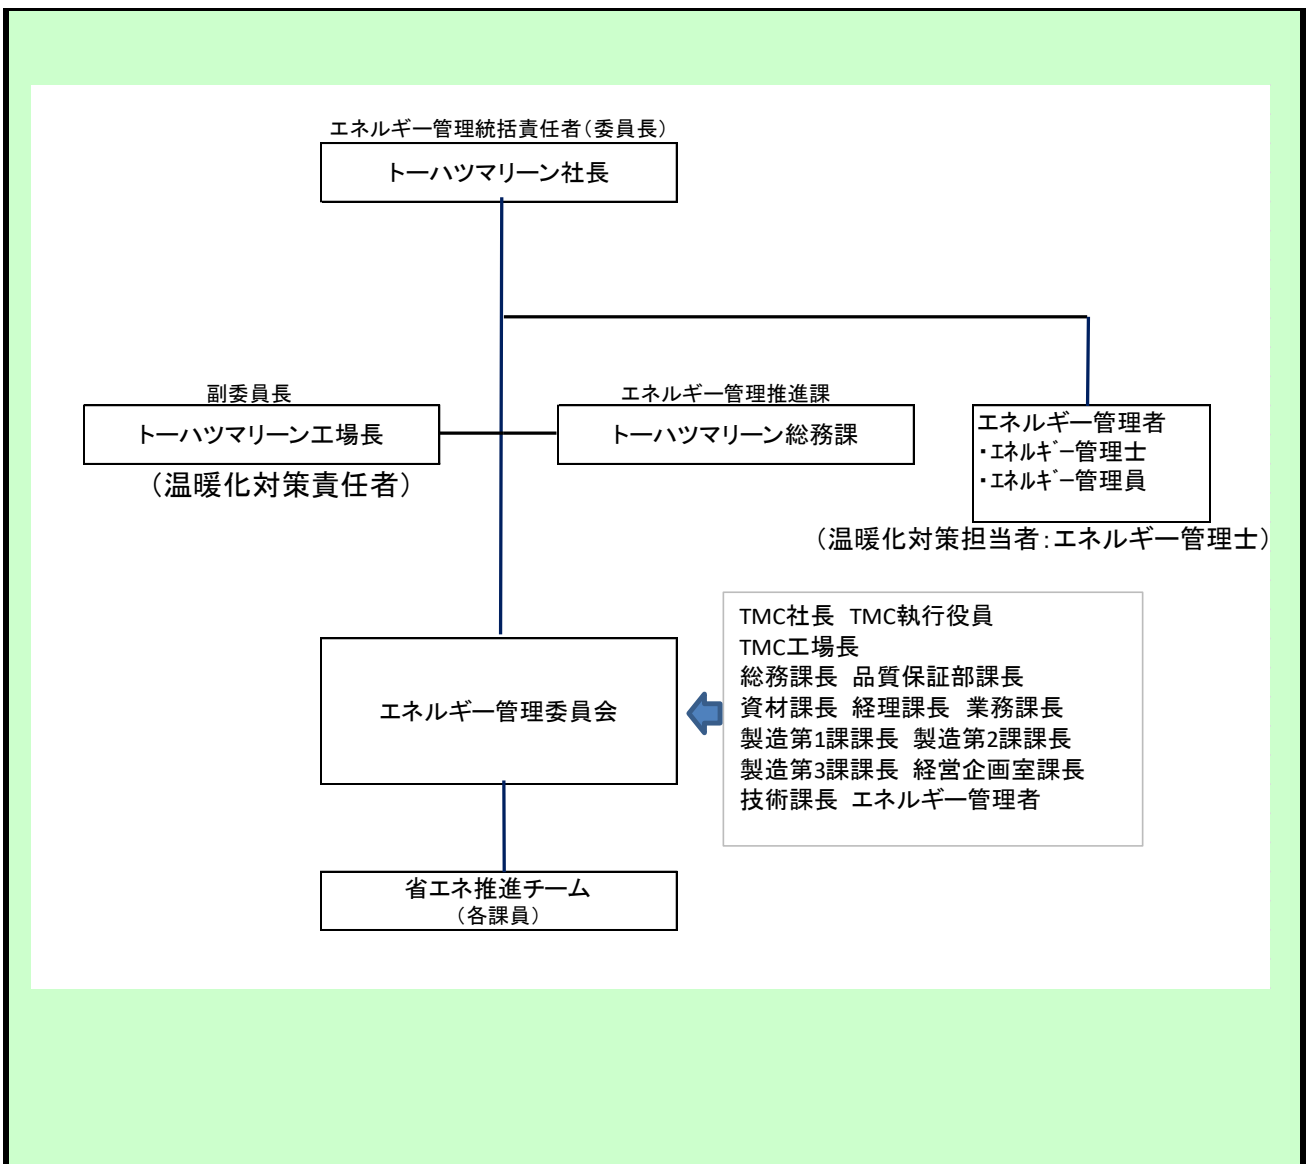 エネルギー管理統括責任者（委員長）
トーハツマリーン社長
副委員長
トーハツマリーン工場長
（温暖化対策責任者）
エネルギー管理推進課
トーハツマリーン総務課
エネルギー管理者
・ｴﾈﾙｷﾞｰ管理士
・ｴﾈﾙｷﾞｰ管理員
（温暖化対策担当者：エネルギー管理士）
エネルギー管理委員会
TMC社長 TMC執行役員
TMC工場長
総務課長 品質保証部課長
資材課長 経理課長 業務課長
製造第1課課長 製造第2課課長
製造第3課課長 経営企画室課長
技術課長 エネルギー管理者
省エネ推進チーム
（各課員）